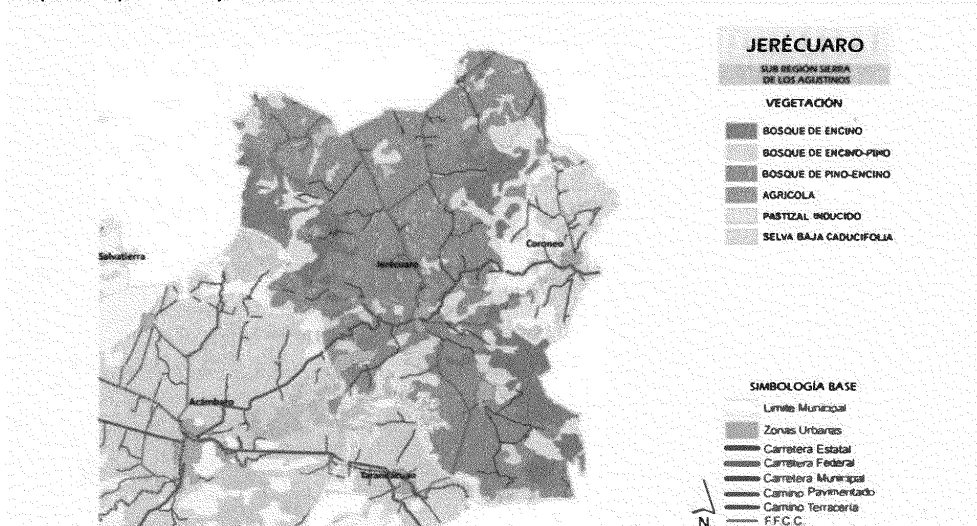 JERÉCUARO
SUB REGIÓN SIERRA
DE LOS AGUSTINOS
VEGETACIÓN
BOSQUE DE ENCINO
BOSQUE DE ENCINO-PINO
BOSQUE DE PINO-ENCINO
AGRICOLA
PASTIZAL INDUCIDO
SELVA BAJA CADUCIFOLIA
Coroneo
Salvatierra
Jerécuaro
Acámbaro
Tarandacuao
SIMBOLOGÍA BASE
Limite Municipal
Zonas Urbanas
Carretera Estatal
Carretera Federal
Carretera Municipal
Camino Pavimentado
Camino Terracería
F.F.C.C.
N